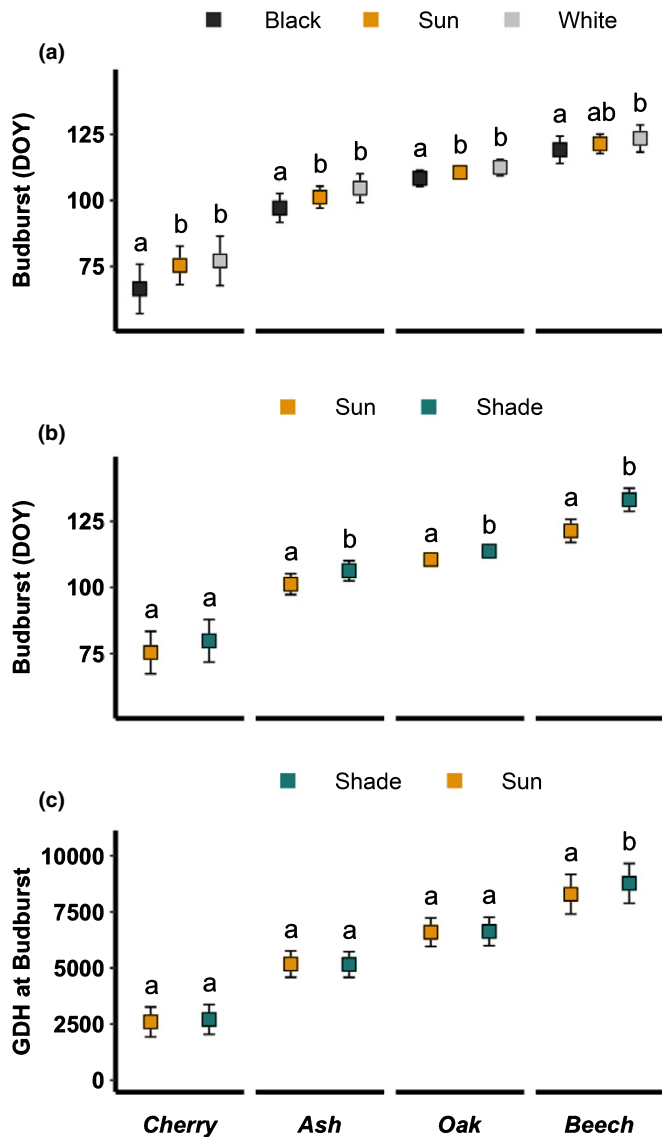 Black Sun White
(a)
a b b a b b a b b a ab b
Budburst (DOY)
125
100
75
Sun Shade
(b)
a a a b a b a b
Budburst (DOY)
125
100
75
Shade Sun
(c)
a a a a a a a b
GDH at Budburst
10000
7500
5000
2500
0
Cherry Ash Oak Beech